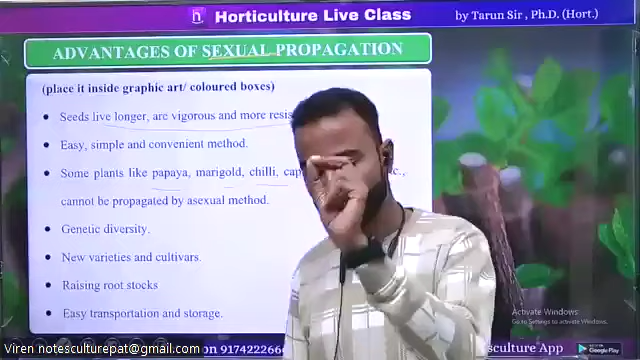 n Horticulture Live Class
by Tarun Sir , Ph.D. (Hort.)
ADVANTAGES OF SEXUAL PROPAGATION
(place it inside graphic art/ coloured boxes)
• Seeds live longer, are vigorous and more
• Easy, simple and convenient method.
• Some plants like papaya, marigold, chilli,
cannot be propagated by asexual method.
• Genetic diversity.
• New varieties and cultivars.
• Raising root stocks
• Easy transportation and storage.
Activate Windows
Go to Settings to activate Windows.
Viren notesculturepat@gmail.com
on 917422266
App
Google Play